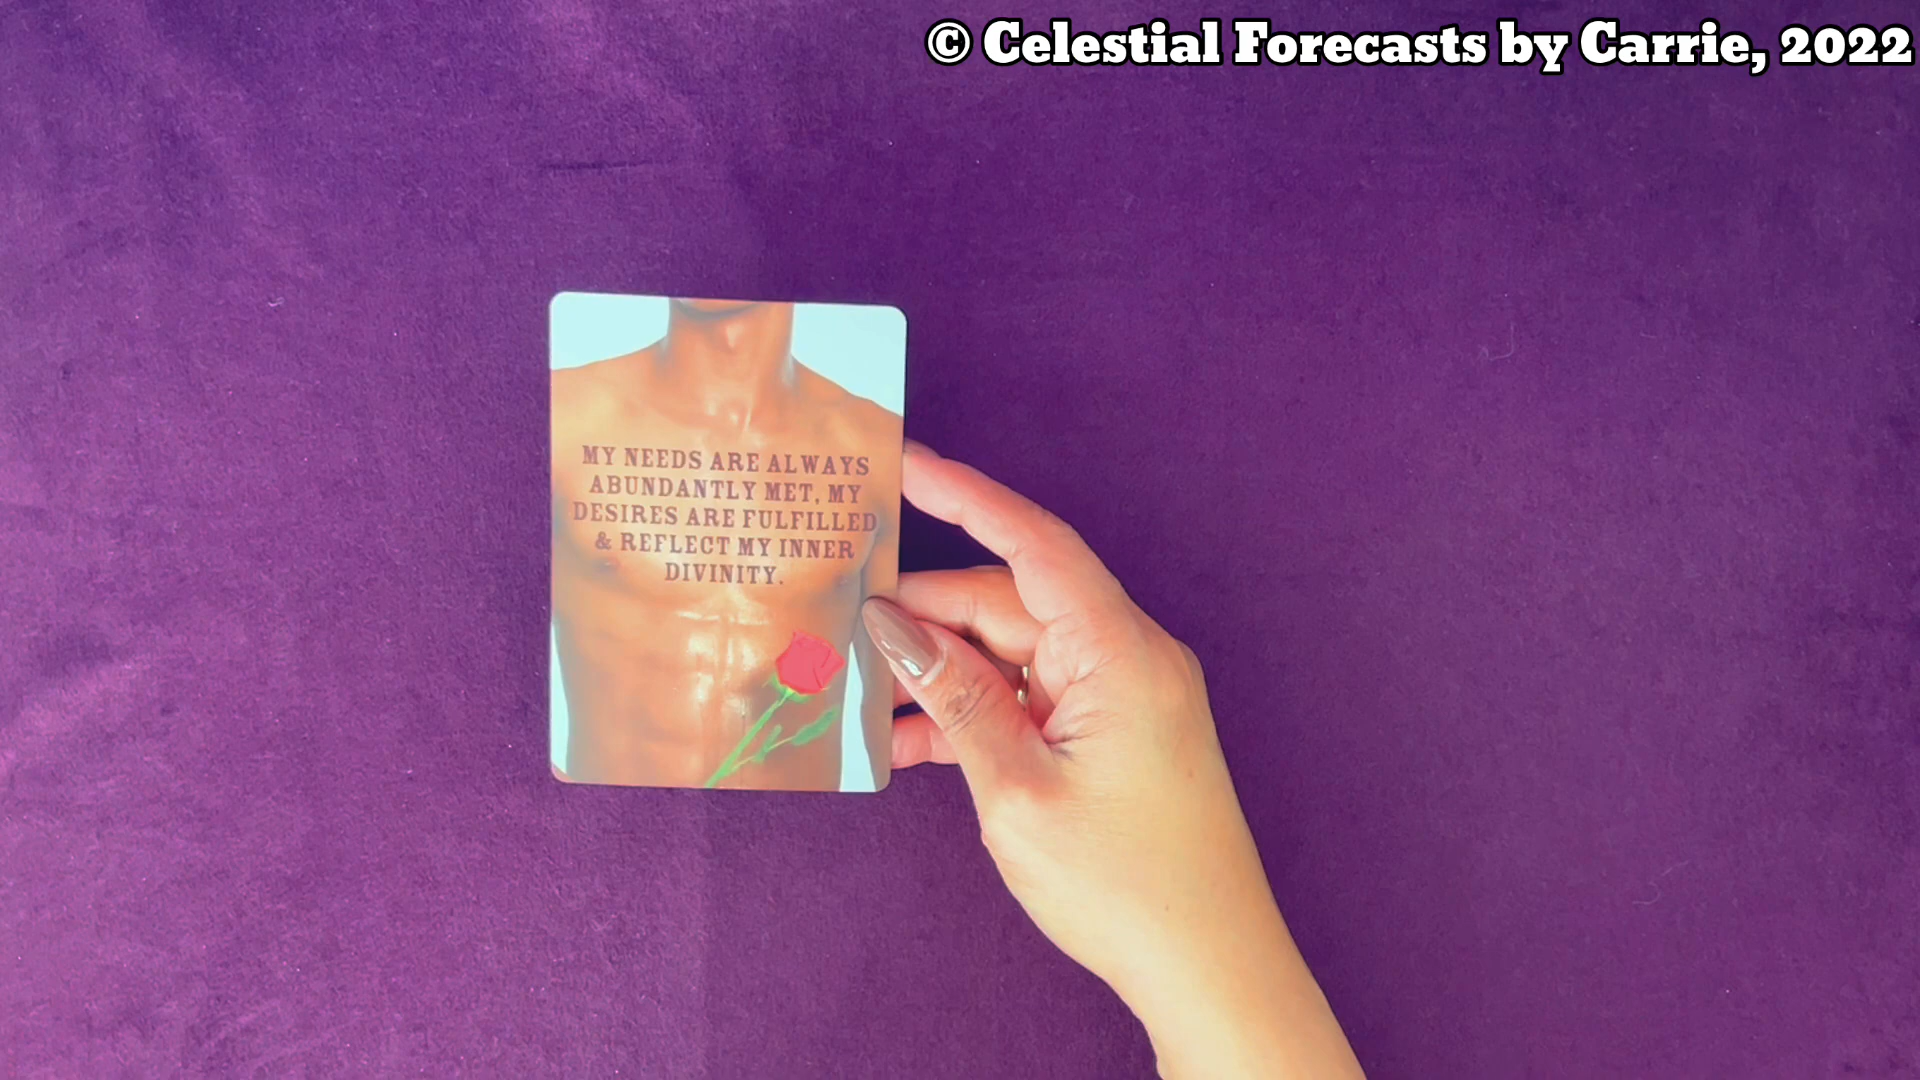 © Celestial Forecasts by Carrie, 2022
MY NEEDS ARE ALWAYS
ABUNDANTLY MET, MY
DESIRES ARE FULFILLED
& REFLECT MY INNER
DIVINITY.